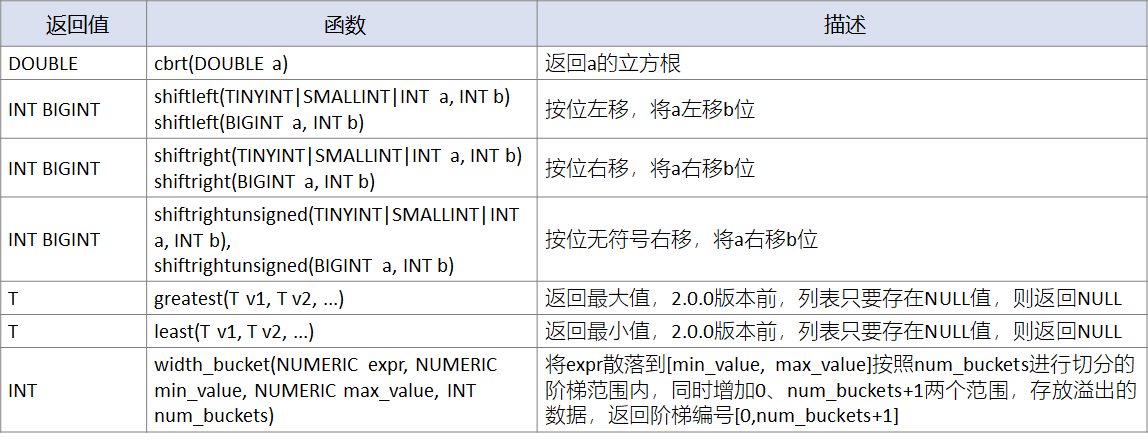 返回值 函数 描述
DOUBLE cbrt(DOUBLE a) 返回a的立方根
INT BIGINT
shiftleft(TINYINT|SMALLINT|INT a, INT b)
shiftleft(BIGINT a, INT b)
按位左移，将a左移b位
INT BIGINT
shiftright(TINYINT|SMALLINT|INT a, INT b)
shiftright(BIGINT a, INT b)
按位右移，将a右移b位
INT BIGINT
shiftrightunsigned(TINYINT|SMALLINT|INT
a, INT b),
shiftrightunsigned(BIGINT a, INT b)
按位无符号右移，将a右移b位
T greatest(T v1, T v2, ...) 返回最大值，2.0.0版本前，列表只要存在NULL值，则返回NULL
T least(T v1, T v2, ...) 返回最小值，2.0.0版本前，列表只要存在NULL值，则返回NULL
INT
width_bucket(NUMERIC expr, NUMERIC
min_value, NUMERIC max_value, INT
num_buckets)
将expr散落到[min_value, max_value]按照num_buckets进行切分的
阶梯范围内，同时增加0、num_buckets+1两个范围，存放溢出的
数据，返回阶梯编号[0,num_buckets+1]